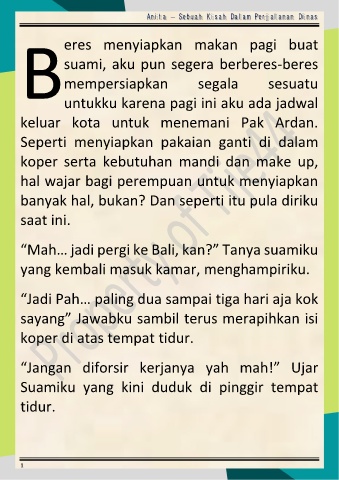 Anita – Sebuah Kisah Dalam Perjalanan Dinas
Beres menyiapkan makan pagi buat
suami, aku pun segera berberes-beres
mempersiapkan segala sesuatu
untukku karena pagi ini aku ada jadwal
keluar kota untuk menemani Pak Ardan.
Seperti menyiapkan pakaian ganti di dalam
koper serta kebutuhan mandi dan make up,
hal wajar bagi perempuan untuk menyiapkan
banyak hal, bukan? Dan seperti itu pula diriku
saat ini.
“Mah... jadi pergi ke Bali, kan?” Tanya suamiku
yang kembali masuk kamar, menghampiriku.
“Jadi Pah... paling dua sampai tiga hari aja kok
sayang” Jawabku sambil terus merapihkan isi
koper di atas tempat tidur.
“Jangan diforsir kerjanya yah mah!” Ujar
Suamiku yang kini duduk di pinggir tempat
tidur.
Property of
1